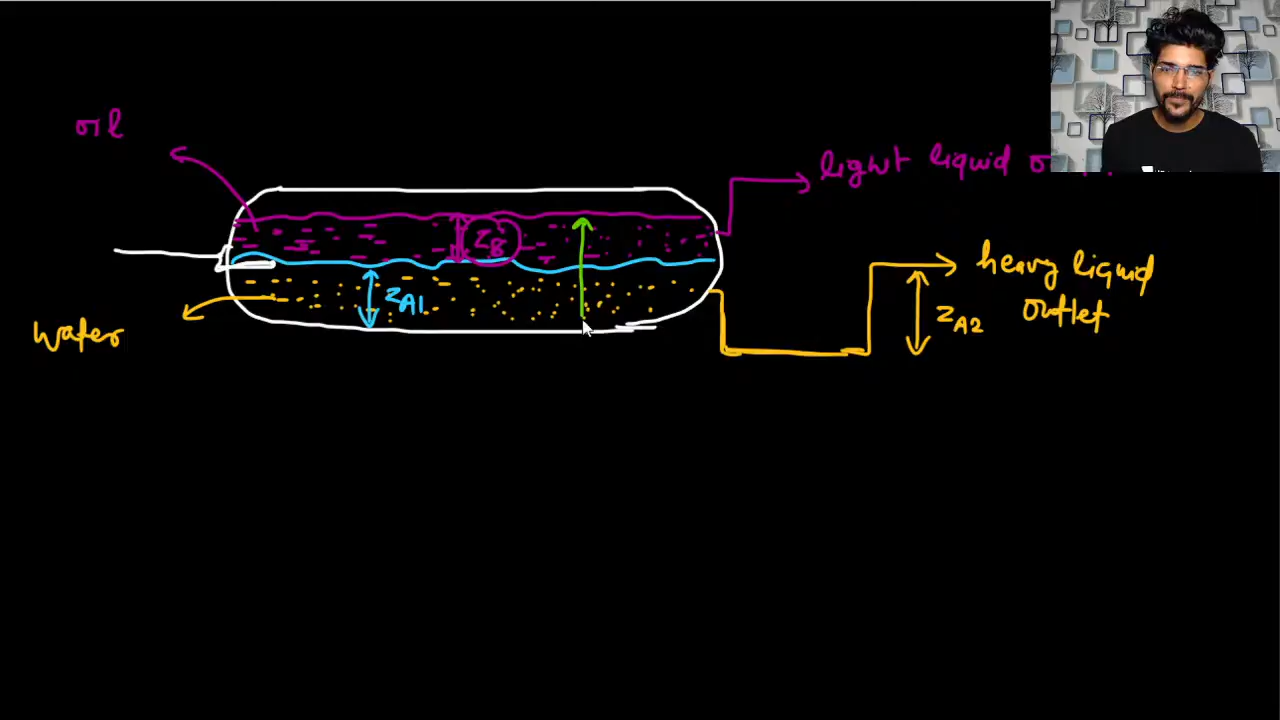 oil
light liquid
heavy liquid
outlet
Z_B
Z_A1
Z_A2
water